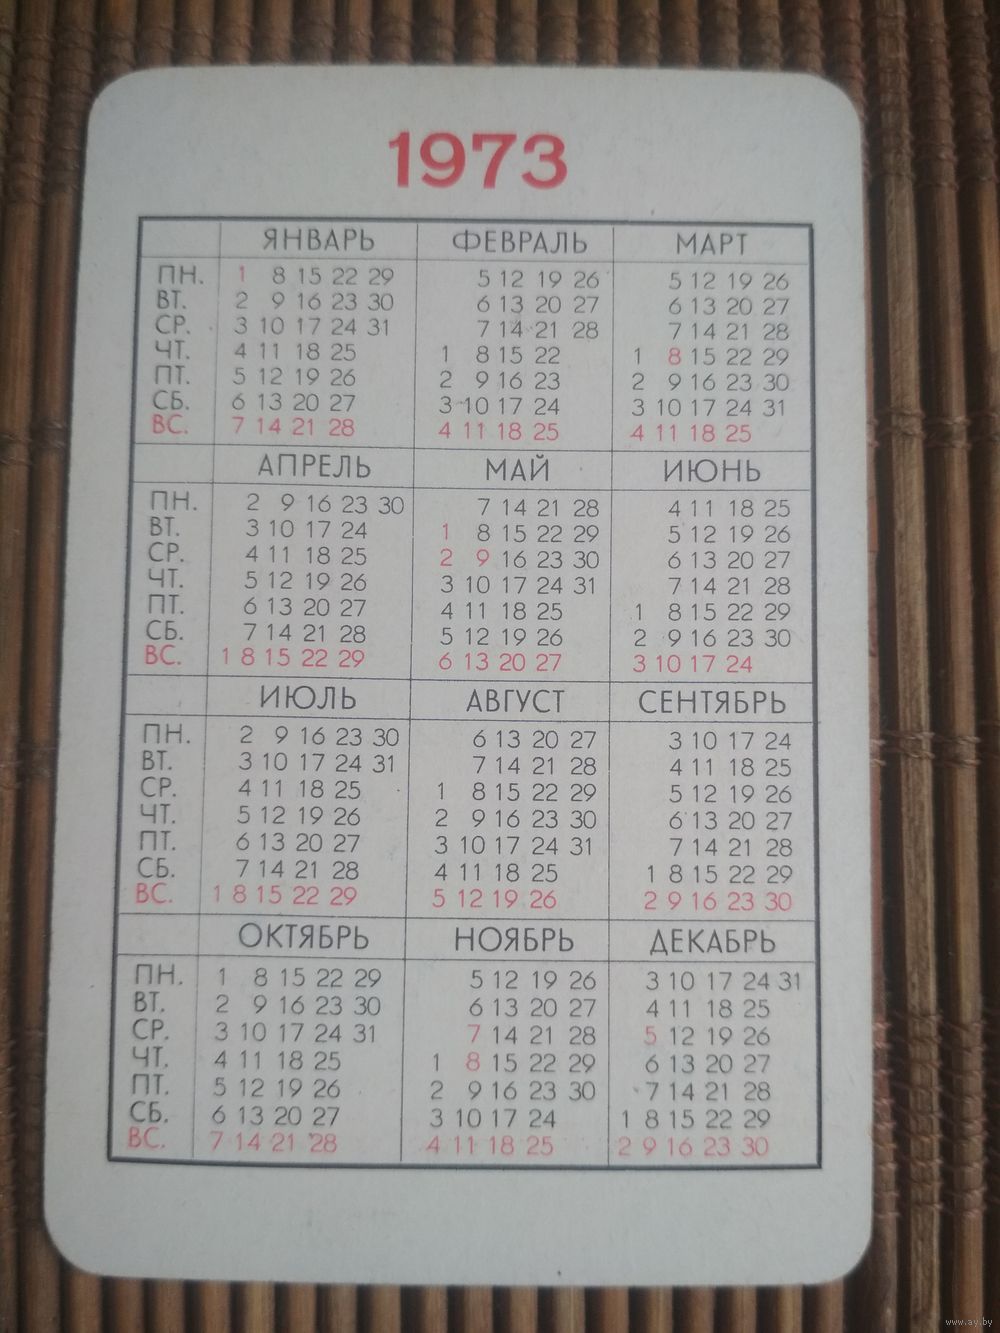 1973
ЯНВАРЬ ФЕВРАЛЬ МАРТ
ПН. 1 8 15 22 29 5 12 19 26 5 12 19 26
ВТ. 2 9 16 23 30 6 13 20 27 6 13 20 27
СР. 3 10 17 24 31 7 14 21 28 7 14 21 28
ЧТ. 4 11 18 25 1 8 15 22 1 8 15 22 29
ПТ. 5 12 19 26 2 9 16 23 2 9 16 23 30
СБ. 6 13 20 27 3 10 17 24 3 10 17 24 31
ВС. 7 14 21 28 4 11 18 25 4 11 18 25
АПРЕЛЬ МАЙ ИЮНЬ
ПН. 2 9 16 23 30 7 14 21 28 4 11 18 25
ВТ. 3 10 17 24 1 8 15 22 29 5 12 19 26
СР. 4 11 18 25 2 9 16 23 30 6 13 20 27
ЧТ. 5 12 19 26 3 10 17 24 31 7 14 21 28
ПТ. 6 13 20 27 4 11 18 25 1 8 15 22 29
СБ. 7 14 21 28 5 12 19 26 2 9 16 23 30
ВС. 1 8 15 22 29 6 13 20 27 3 10 17 24
ИЮЛЬ АВГУСТ СЕНТЯБРЬ
ПН. 2 9 16 23 30 6 13 20 27 3 10 17 24
ВТ. 3 10 17 24 31 7 14 21 28 4 11 18 25
СР. 4 11 18 25 1 8 15 22 29 5 12 19 26
ЧТ. 5 12 19 26 2 9 16 23 30 6 13 20 27
ПТ. 6 13 20 27 3 10 17 24 31 7 14 21 28
СБ. 7 14 21 28 4 11 18 25 1 8 15 22 29
ВС. 1 8 15 22 29 5 12 19 26 2 9 16 23 30
ОКТЯБРЬ НОЯБРЬ ДЕКАБРЬ
ПН. 1 8 15 22 29 5 12 19 26 3 10 17 24 31
ВТ. 2 9 16 23 30 6 13 20 27 4 11 18 25
СР. 3 10 17 24 31 7 14 21 28 5 12 19 26
ЧТ. 4 11 18 25 1 8 15 22 29 6 13 20 27
ПТ. 5 12 19 26 2 9 16 23 30 7 14 21 28
СБ. 6 13 20 27 3 10 17 24 1 8 15 22 29
ВС. 7 14 21 28 4 11 18 25 2 9 16 23 30
www.ay.by